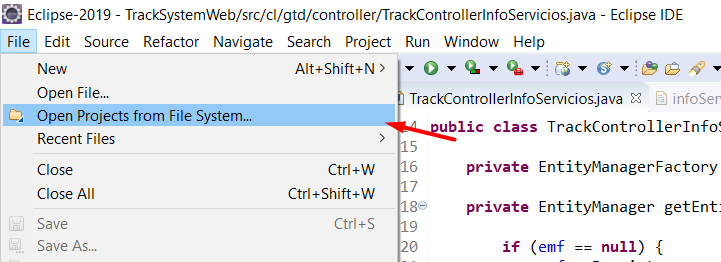 Eclipse-2019 - TrackSystemWeb/src/cl/gtd/controller/TrackControllerInfoServicios.java - Eclipse IDE
File Edit Source Refactor Navigate Search Project Run Window Help
New Alt+Shift+N >
Open File...
Open Projects from File System...
Recent Files >
Close Ctrl+W
Close All Ctrl+Shift+W
Save Ctrl+S
Save As...
TrackControllerInfoServicios.java infoServ
14 public class TrackControllerInfoS
15
16 private EntityManagerFactory
17
18 private EntityManager getEnti
19
20 if (emf == null) {